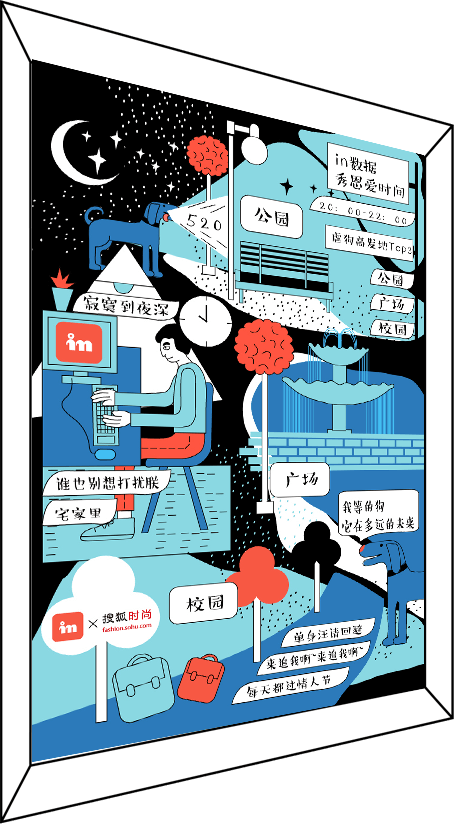 in数据
秀恩爱时间
20:00-22:00
虐狗高发地Top3
公园
广场
校园
520
公园
寂寞到夜深
in
谁也别想打扰朕
宅家里
广场
我等的狗
它在多远的未来
校园
in × 搜狐时尚
fashion.sohu.com
单身汪请回避
来追我啊~来追我啊~
每天都过情人节